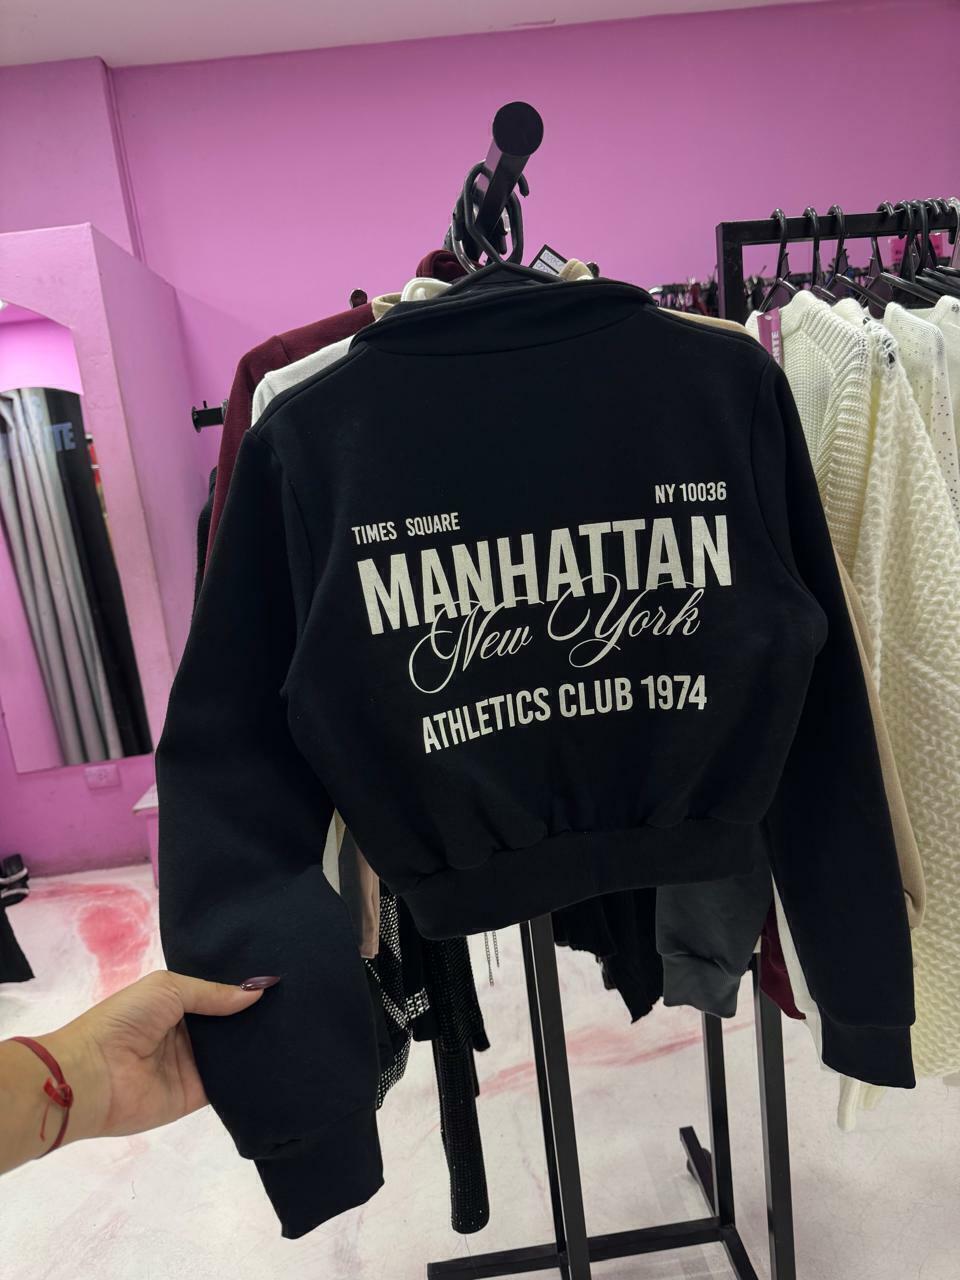 NY 10036
TIMES SQUARE
MANHATTAN
New York
ATHLETICS CLUB 1974